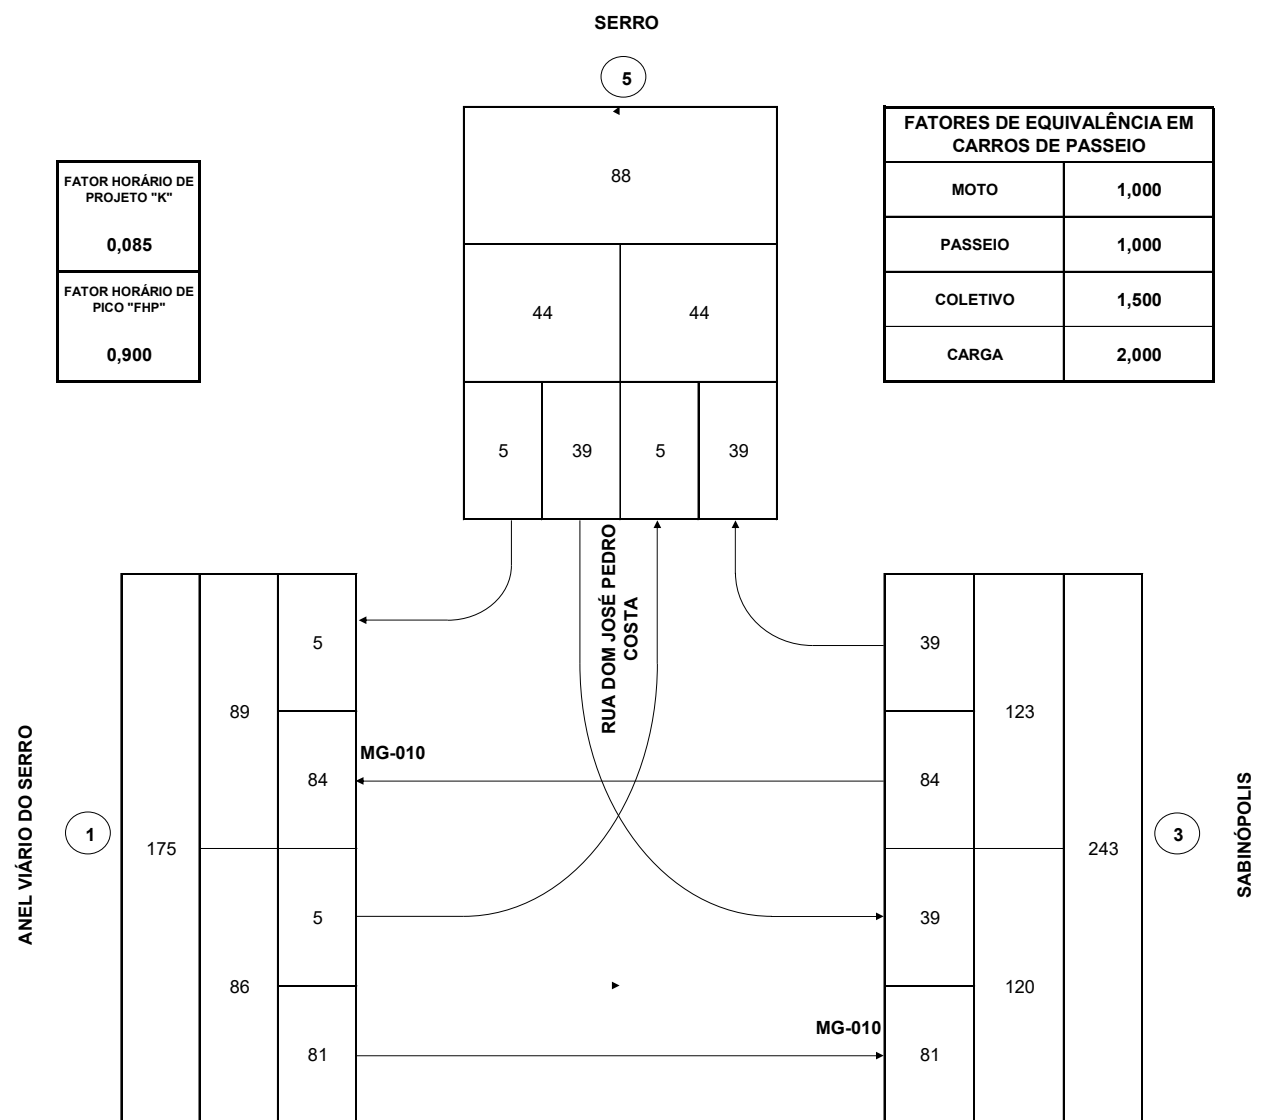 SERRO
5
FATOR HORÁRIO DE
PROJETO "K"
0,085
FATOR HORÁRIO DE
PICO "FHP"
0,900
88
44 44
5 39 5 39
FATORES DE EQUIVALÊNCIA EM
CARROS DE PASSEIO
MOTO 1,000
PASSEIO 1,000
COLETIVO 1,500
CARGA 2,000
RUA DOM JOSÉ PEDRO
COSTA
ANEL VIÁRIO DO SERRO
1
175
89
86
5
84
5
81
MG-010
MG-010
39
84
39
81
123
120
243
3
SABINÓPOLIS